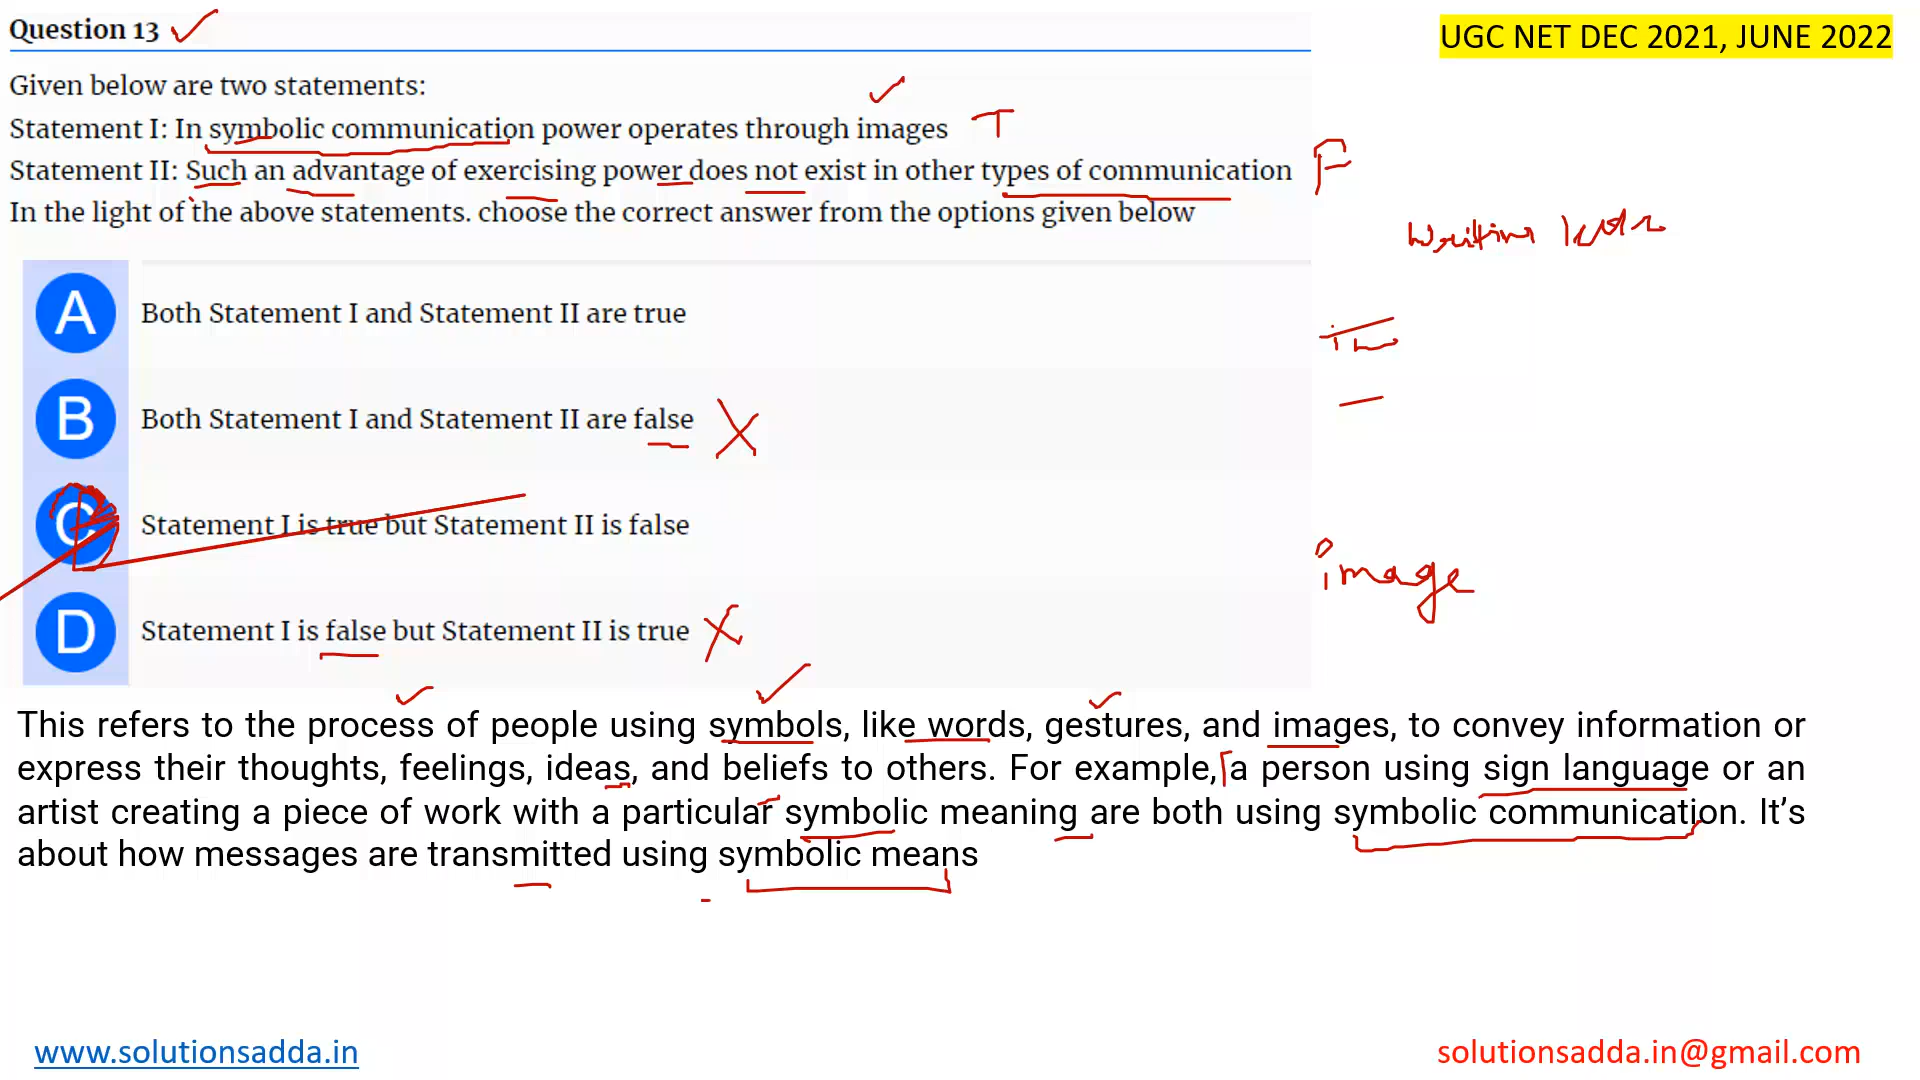 Question 13
UGC NET DEC 2021, JUNE 2022
Given below are two statements:
Statement I: In symbolic communication power operates through images T
Statement II: Such an advantage of exercising power does not exist in other types of communication F
In the light of the above statements. choose the correct answer from the options given below
A Both Statement I and Statement II are true
B Both Statement I and Statement II are false
C Statement I is true but Statement II is false
image
D Statement I is false but Statement II is true
This refers to the process of people using symbols, like words, gestures, and images, to convey information or
express their thoughts, feelings, ideas, and beliefs to others. For example, a person using sign language or an
artist creating a piece of work with a particular symbolic meaning are both using symbolic communication. It’s
about how messages are transmitted using symbolic means
www.solutionsadda.in
solutionsadda.in@gmail.com